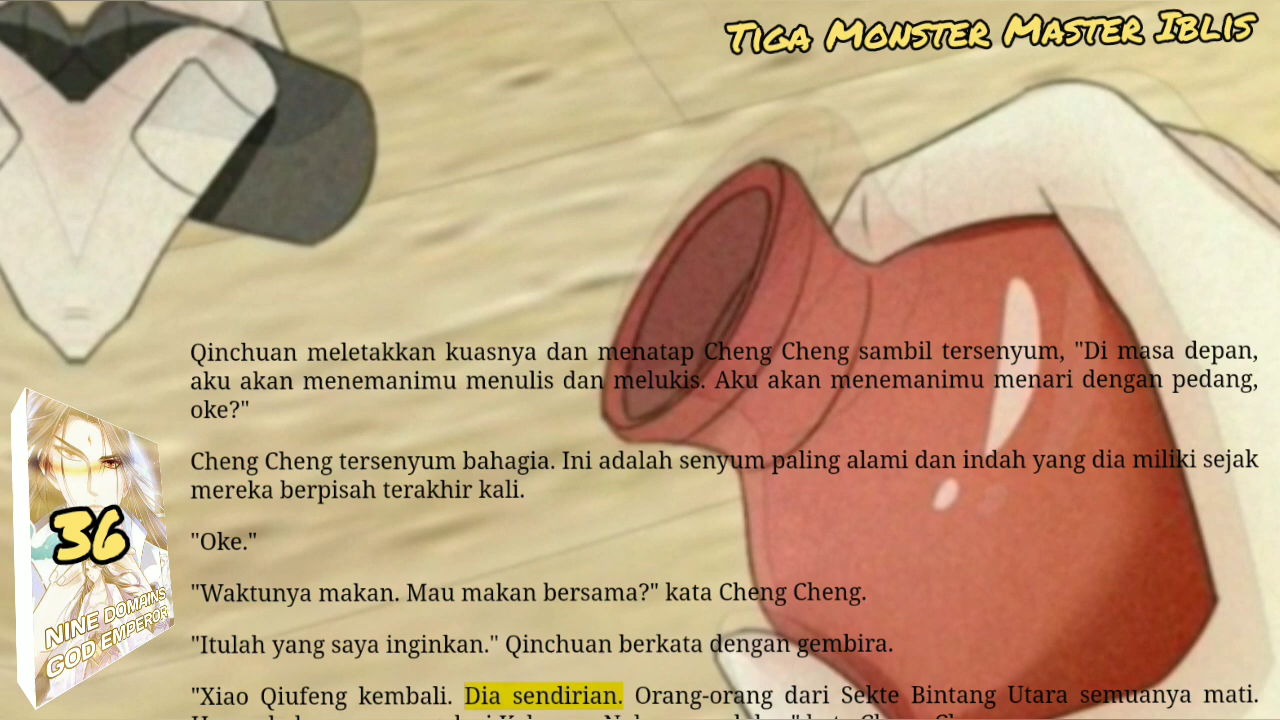 Tiga Monster Master Iblis
Qinchuan meletakkan kuasnya dan menatap Cheng Cheng sambil tersenyum, "Di masa depan,
aku akan menemanimu menulis dan melukis. Aku akan menemanimu menari dengan pedang,
oke?"
Cheng Cheng tersenyum bahagia. Ini adalah senyum paling alami dan indah yang dia miliki sejak
mereka berpisah terakhir kali.
"Oke."
"Waktunya makan. Mau makan bersama?" kata Cheng Cheng.
"Itulah yang saya inginkan." Qinchuan berkata dengan gembira.
"Xiao Qiufeng kembali. Dia sendirian. Orang-orang dari Sekte Bintang Utara semuanya mati.
36
NINE DOMAINS
GOD EMPEROR